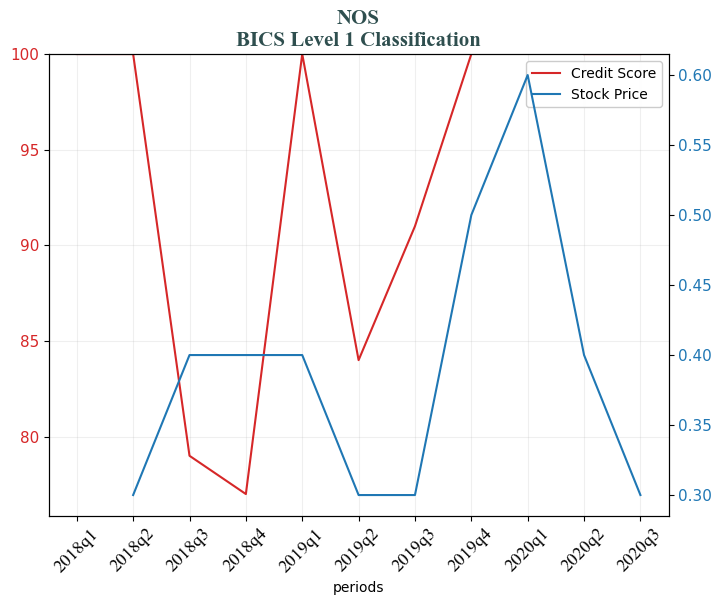 NOS
BICS Level 1 Classification
100
95
90
85
80
Credit Score
Stock Price
0.60
0.55
0.50
0.45
0.40
0.35
0.30
2018q1
2018q2
2018q3
2018q4
2019q1
2019q2
2019q3
2019q4
2020q1
2020q2
2020q3
periods